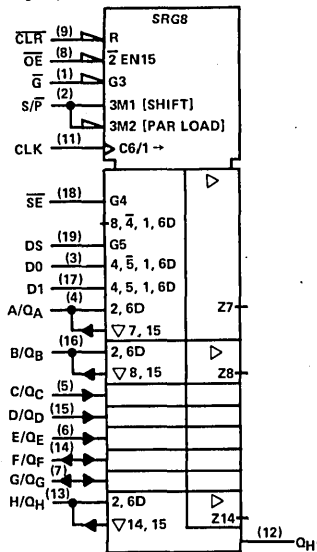 SRG8
C̅L̅R̅ (9) R
O̅E̅ (8) 2̅ EN15
G̅ (1) G3
S/P̅ (2) 3M1 [SHIFT]
3M2 [PAR LOAD]
CLK (11) C6/1 →
▷
S̅E̅ (18) G4
8, 4̅, 1, 6D
DS (19) G5
D0 (3) 4, 5̅, 1, 6D
D1 (17) 4, 5, 1, 6D
A/QA (4) 2, 6D Z7
▽ 7, 15
B/QB (16) 2, 6D ▷
▽ 8, 15 Z8
C/QC (5)
D/QD (15)
E/QE (6)
F/QF (14)
G/QG (7)
H/QH (13) 2, 6D ▷
▽ 14, 15 Z14
(12) QH'